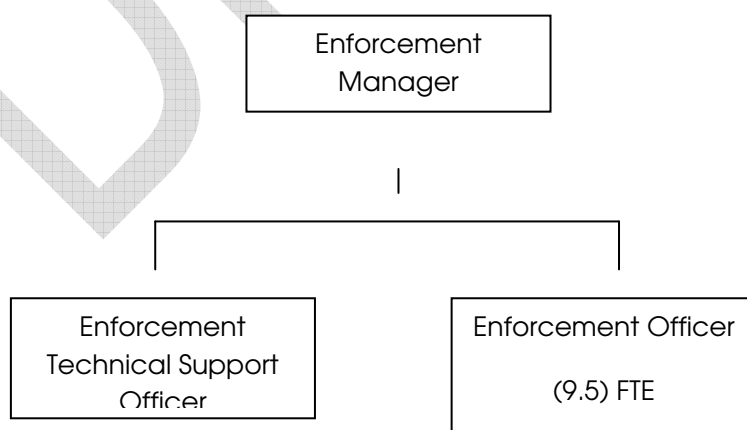 Enforcement
Manager
Enforcement
Technical Support
Officer
Enforcement Officer
(9.5) FTE